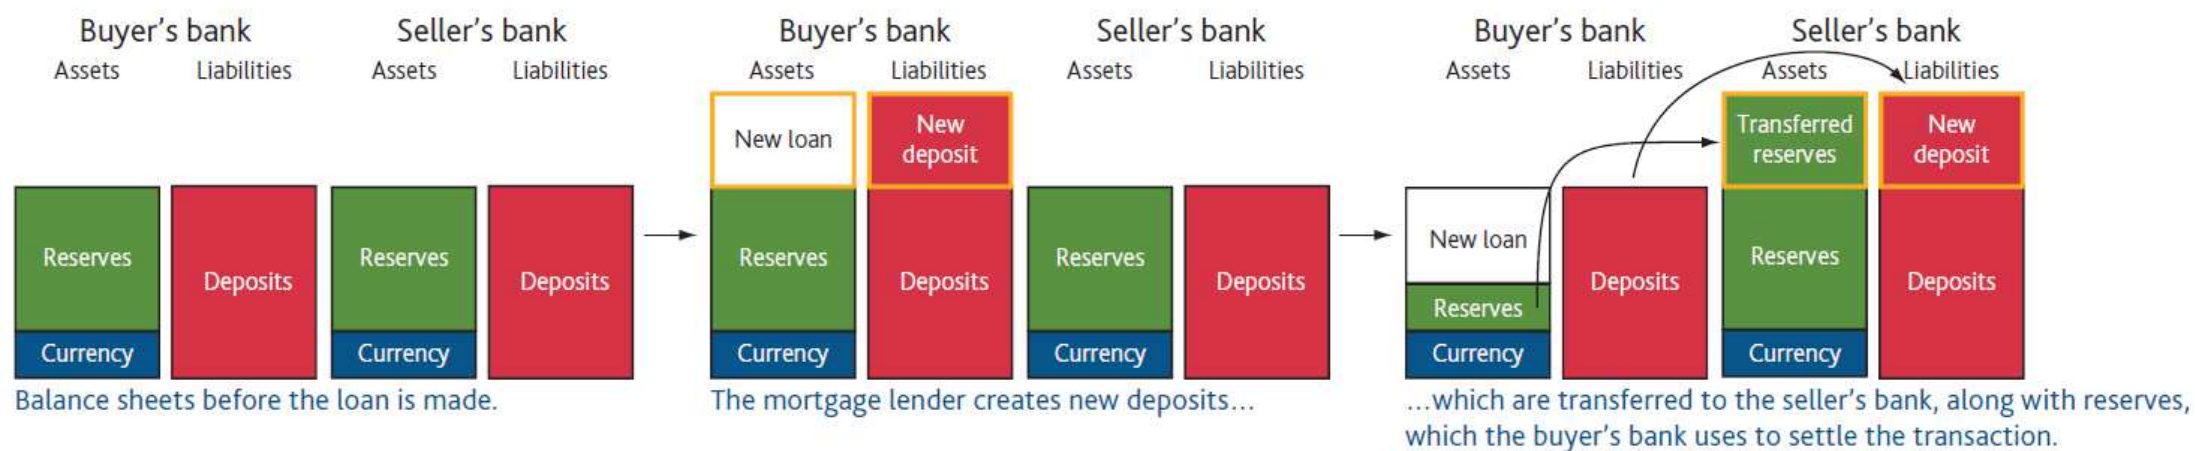 Buyer's bank Seller's bank
Assets Liabilities Assets Liabilities
Reserves
Deposits
Currency
Reserves
Deposits
Currency
Balance sheets before the loan is made.
Buyer's bank Seller's bank
Assets Liabilities Assets Liabilities
New loan
New
deposit
Reserves
Deposits
Currency
Reserves
Deposits
Currency
The mortgage lender creates new deposits…
Buyer's bank Seller's bank
Assets Liabilities Assets Liabilities
New loan
Reserves
Currency
Deposits
Transferred
reserves
New
deposit
Reserves
Deposits
Currency
…which are transferred to the seller's bank, along with reserves,
which the buyer's bank uses to settle the transaction.